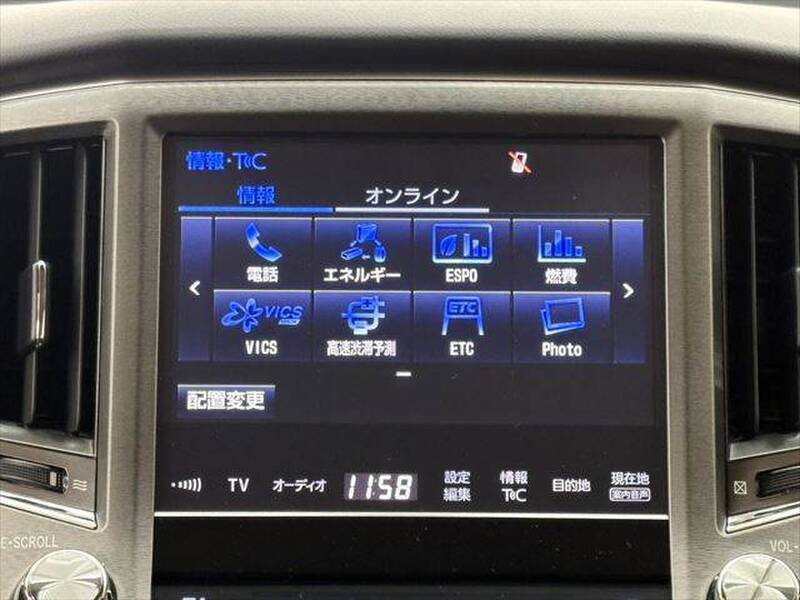 情報・T C
情報 オンライン
電話 エネルギー ESPO 燃費
VICS ETC
VICS 高速渋滞予測 ETC Photo
配置変更
TV オーディオ 11:58 設定編集 情報T C 目的地 現在地
案内音声
E-SCROLL
VOL-